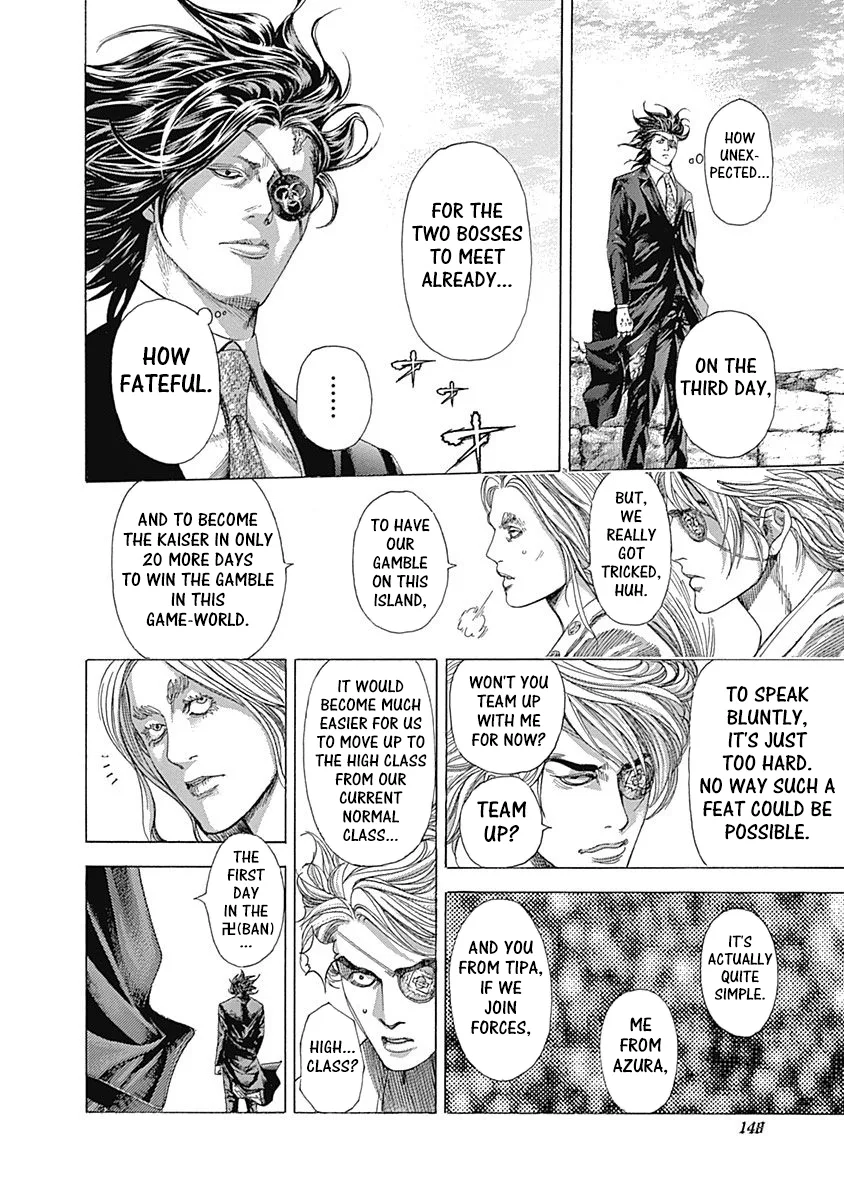 HOW
UNEX-
PECTED...
ON THE
THIRD DAY,
FOR THE
TWO BOSSES
TO MEET
ALREADY...
......
HOW
FATEFUL.
BUT,
WE
REALLY
GOT
TRICKED,
HUH.
TO HAVE
OUR
GAMBLE
ON THIS
ISLAND,
AND TO BECOME
THE KAISER IN ONLY
20 MORE DAYS
TO WIN THE GAMBLE
IN THIS
GAME-WORLD.
TO SPEAK
BLUNTLY,
IT'S JUST
TOO HARD.
NO WAY SUCH A
FEAT COULD BE
POSSIBLE.
WON'T YOU
TEAM UP
WITH ME
FOR NOW?
TEAM
UP?
IT WOULD
BECOME MUCH
EASIER FOR US
TO MOVE UP TO
THE HIGH CLASS
FROM OUR
CURRENT
NORMAL
CLASS...
HIGH...
CLASS?
THE
FIRST
DAY
IN THE
卍(BAN)
...
IT'S
ACTUALLY
QUITE
SIMPLE.
ME
FROM
AZURA,
AND YOU
FROM TIPA,
IF WE
JOIN
FORCES,